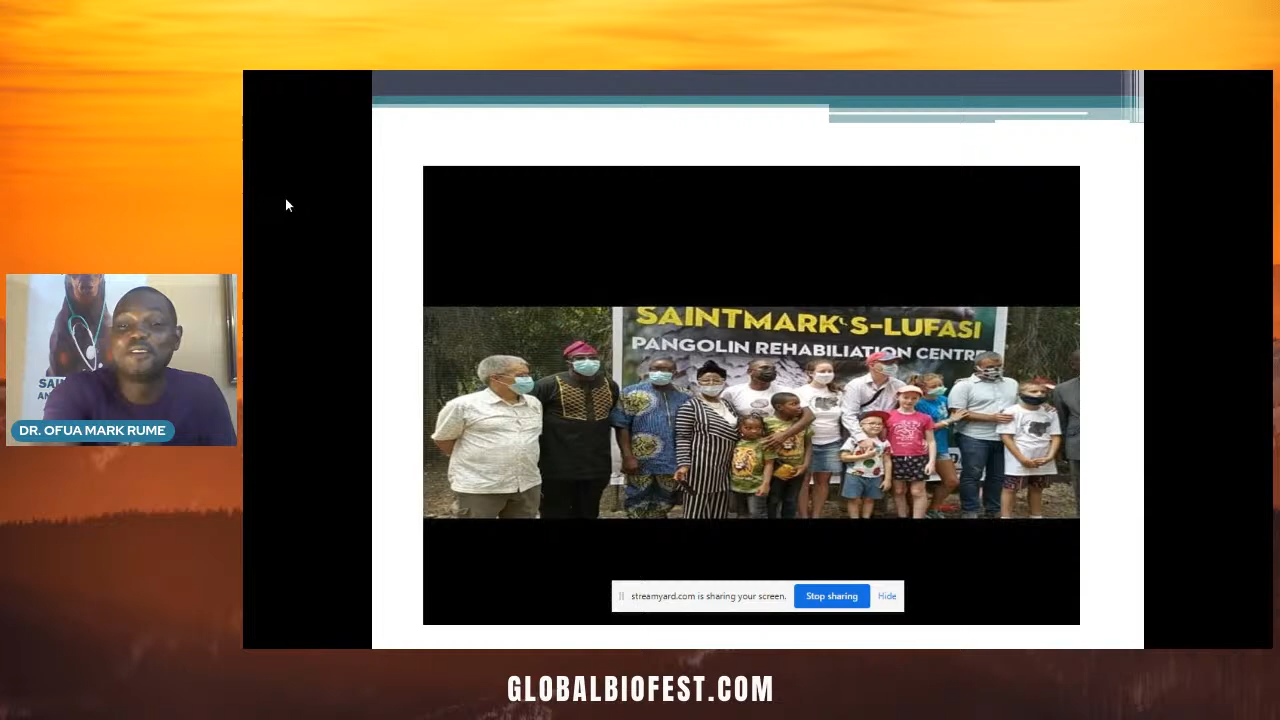 SAINTMARK'S-LUFASI
PANGOLIN REHABILIATION CENTRE
DR. OFUA MARK RUME
streamyard.com is sharing your screen.
Stop sharing
Hide
GLOBALBIOFEST.COM